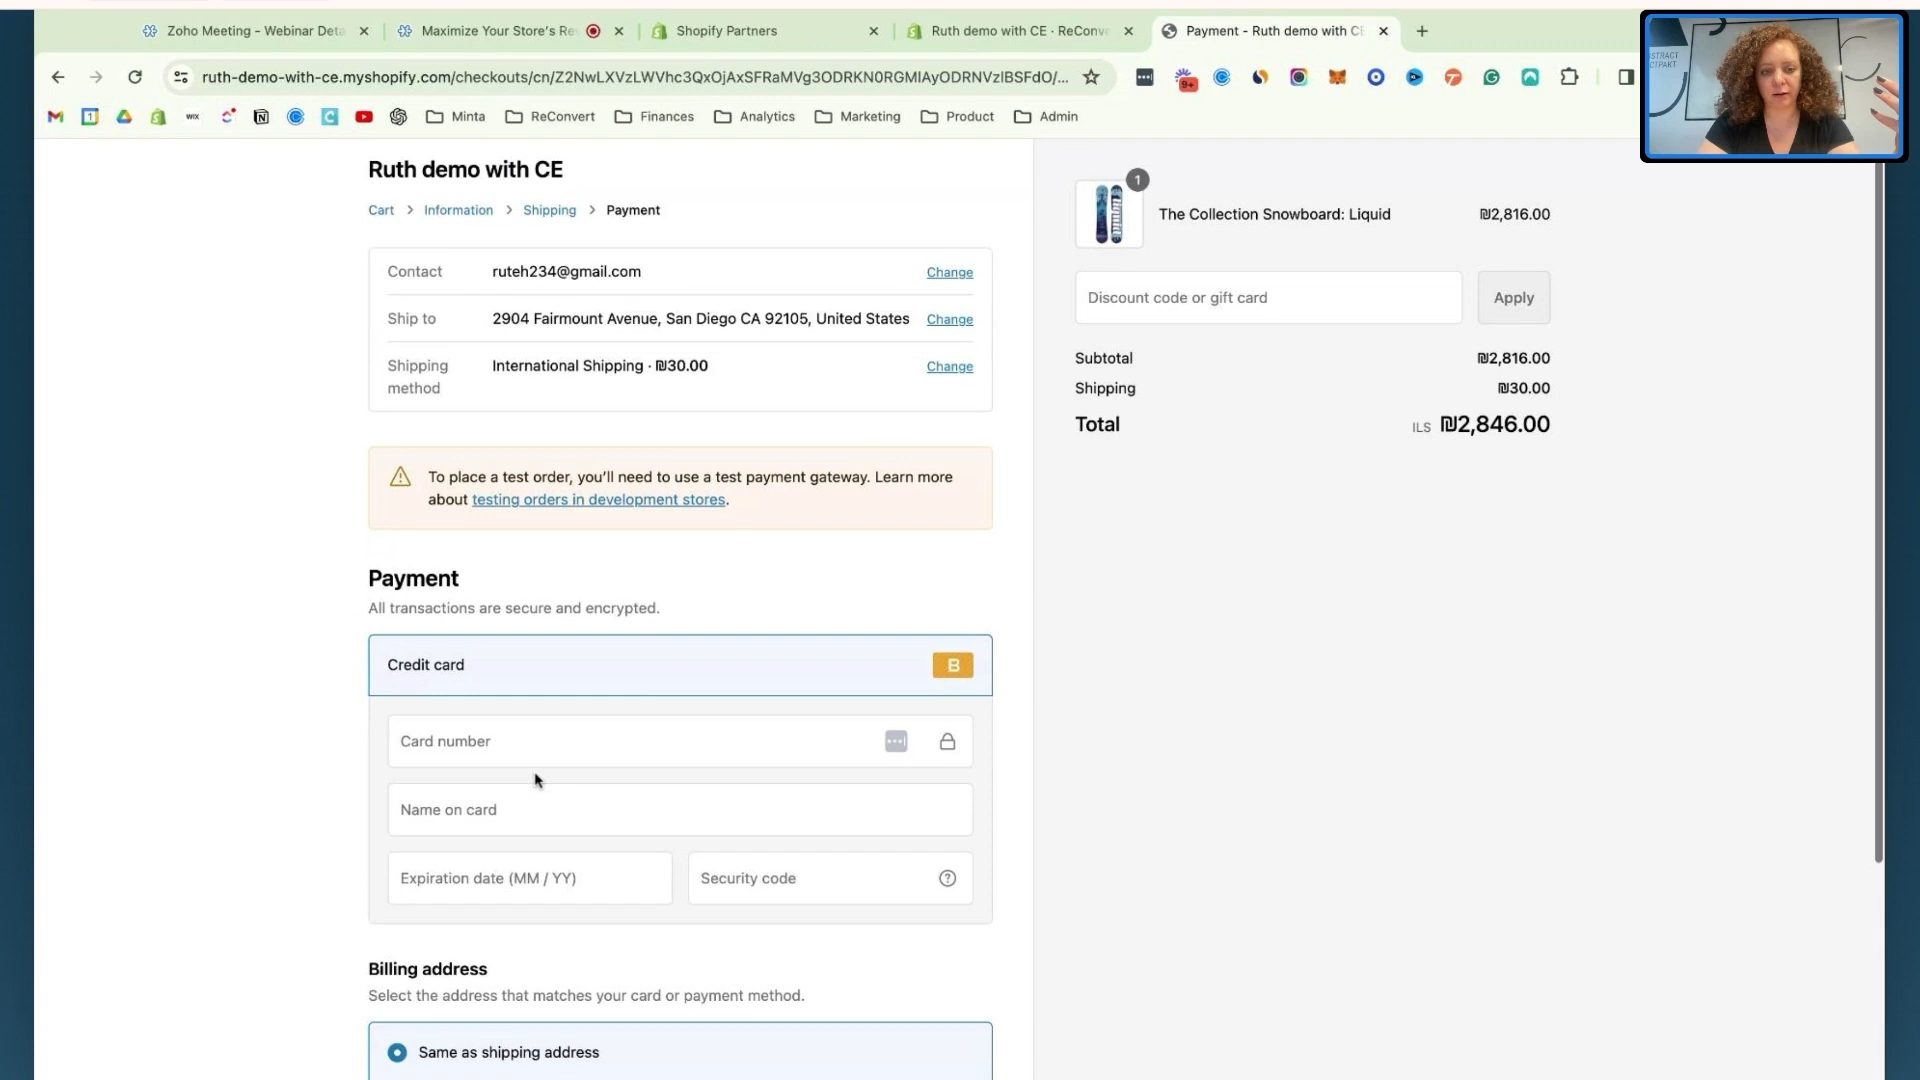 Zoho Meeting - Webinar Deta
Maximize Your Store's Re
Shopify Partners
Ruth demo with CE · ReConve
Payment - Ruth demo with CE
ruth-demo-with-ce.myshopify.com/checkouts/cn/Z2NwLXVzLWVhc3QxOjAxSFRaMVg3ODRKN0RGMlAyODRNVzlBSFdO/...
9+
Minta
ReConvert
Finances
Analytics
Marketing
Product
Admin
Ruth demo with CE
Cart > Information > Shipping > Payment
Contact ruteh234@gmail.com Change
Ship to 2904 Fairmount Avenue, San Diego CA 92105, United States Change
Shipping method International Shipping · ₪30.00 Change
To place a test order, you'll need to use a test payment gateway. Learn more
about testing orders in development stores.
Payment
All transactions are secure and encrypted.
Credit card B
Card number
Name on card
Expiration date (MM / YY) Security code
Billing address
Select the address that matches your card or payment method.
Same as shipping address
1
The Collection Snowboard: Liquid ₪2,816.00
Discount code or gift card Apply
Subtotal ₪2,816.00
Shipping ₪30.00
Total ILS ₪2,846.00